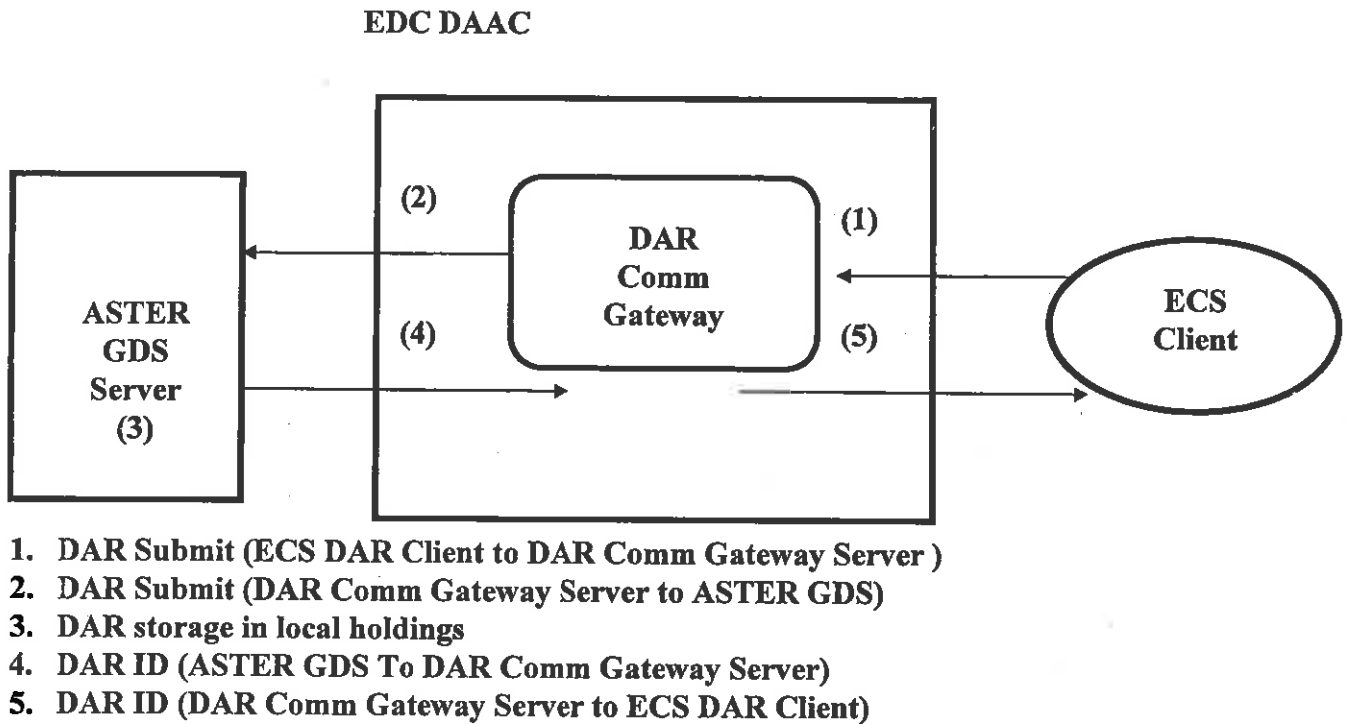 EDC DAAC
(2)
(1)
DAR
Comm
Gateway
ECS
Client
ASTER
GDS
Server
(3)
(4)
(5)
1. DAR Submit (ECS DAR Client to DAR Comm Gateway Server )
2. DAR Submit (DAR Comm Gateway Server to ASTER GDS)
3. DAR storage in local holdings
4. DAR ID (ASTER GDS To DAR Comm Gateway Server)
5. DAR ID (DAR Comm Gateway Server to ECS DAR Client)